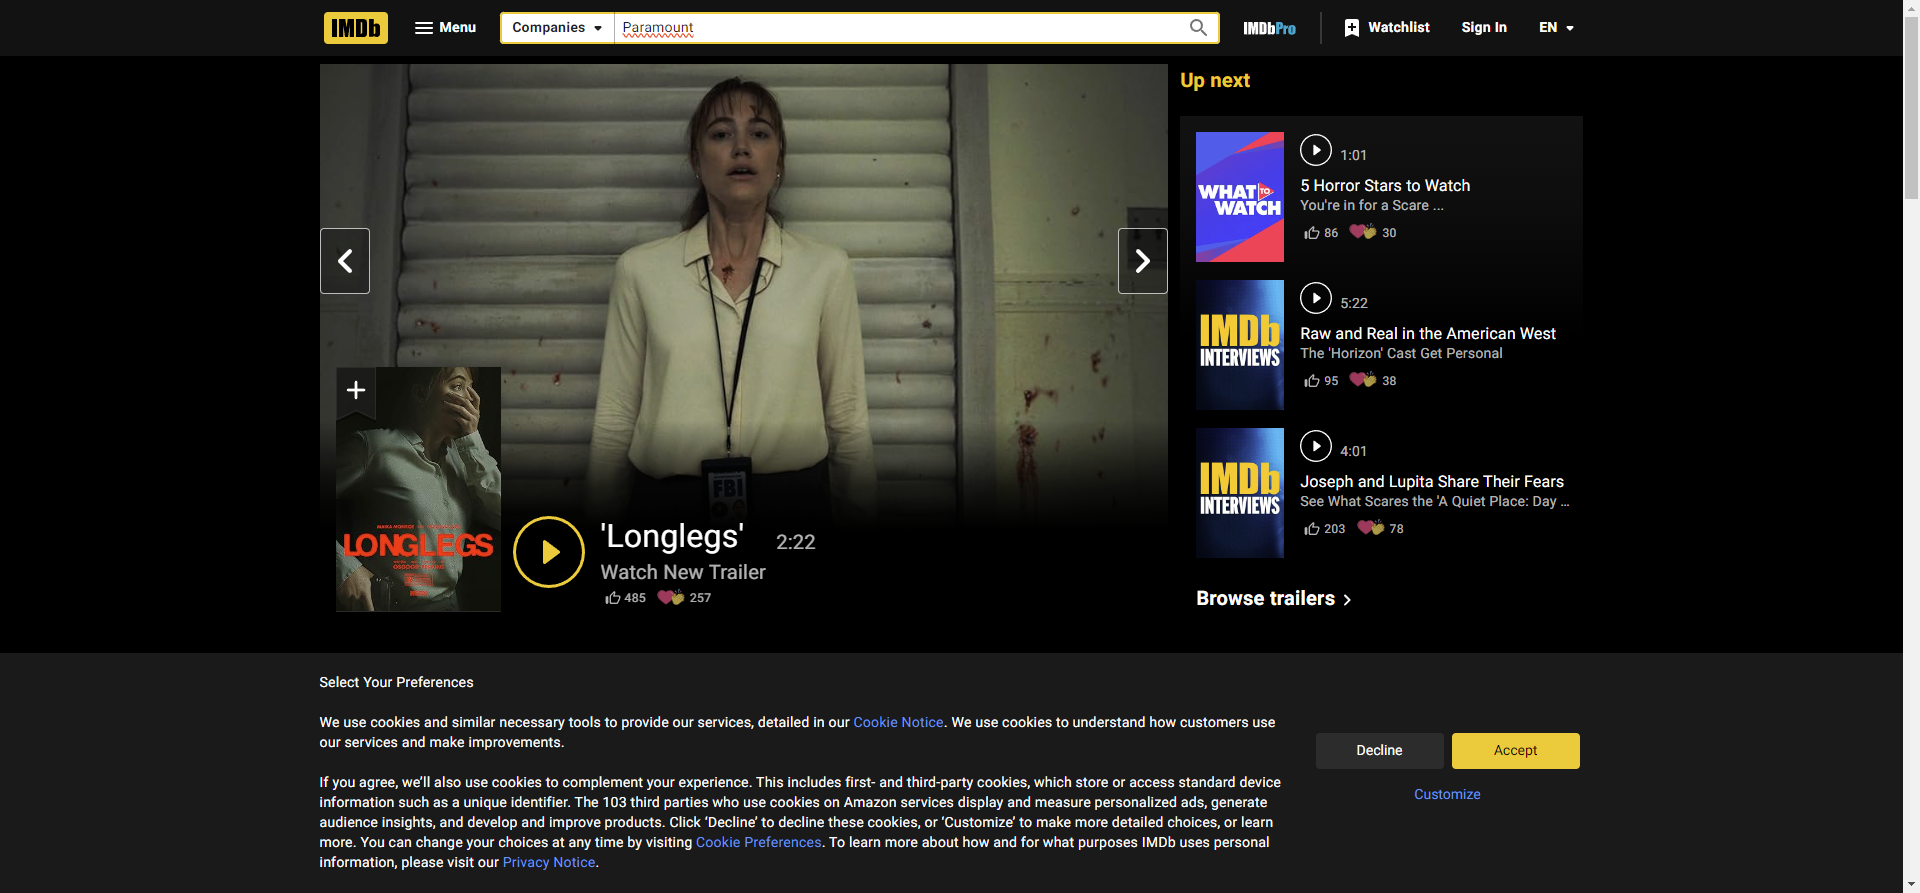 IMDb
Menu
Companies
Paramount
IMDbPro
Watchlist
Sign In
EN
Up next
WHAT TO WATCH
1:01
5 Horror Stars to Watch
You're in for a Scare ...
86
30
IMDb
INTERVIEWS
5:22
Raw and Real in the American West
The 'Horizon' Cast Get Personal
95
38
IMDb
INTERVIEWS
4:01
Joseph and Lupita Share Their Fears
See What Scares the 'A Quiet Place: Day ...
203
78
Browse trailers
FBI
LONGLEGS
'Longlegs'
2:22
Watch New Trailer
485
257
Select Your Preferences
We use cookies and similar necessary tools to provide our services, detailed in our Cookie Notice. We use cookies to understand how customers use
our services and make improvements.
If you agree, we’ll also use cookies to complement your experience. This includes first- and third-party cookies, which store or access standard device
information such as a unique identifier. The 103 third parties who use cookies on Amazon services display and measure personalized ads, generate
audience insights, and develop and improve products. Click ‘Decline’ to decline these cookies, or ‘Customize’ to make more detailed choices, or learn
more. You can change your choices at any time by visiting Cookie Preferences. To learn more about how and for what purposes IMDb uses personal
information, please visit our Privacy Notice.
Decline
Accept
Customize